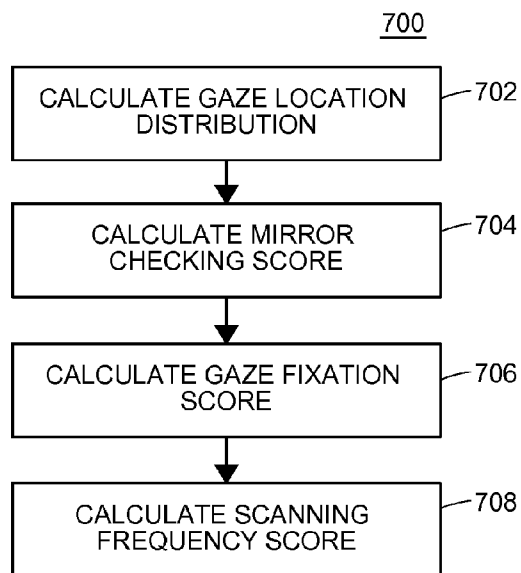 700
CALCULATE GAZE LOCATION
DISTRIBUTION
702
CALCULATE MIRROR
CHECKING SCORE
704
CALCULATE GAZE FIXATION
SCORE
706
CALCULATE SCANNING
FREQUENCY SCORE
708